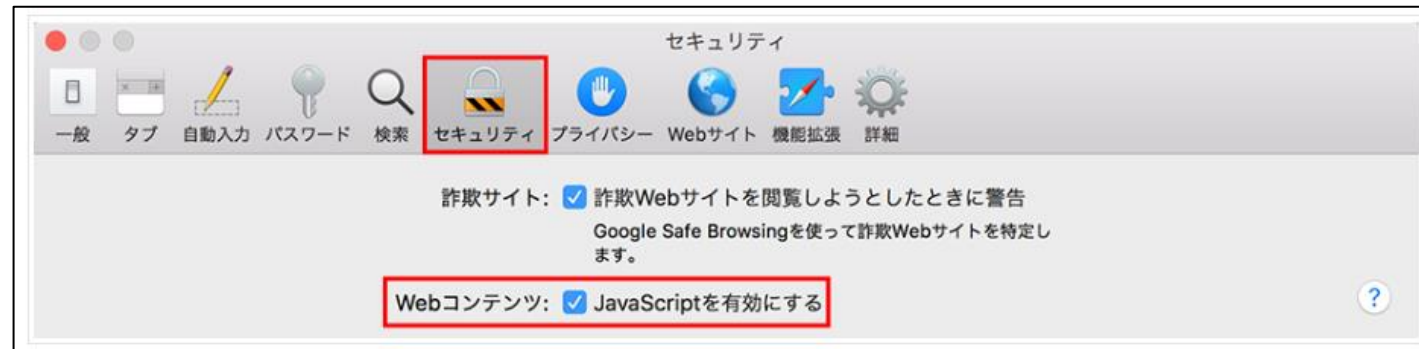 セキュリティ
一般 タブ 自動入力 パスワード 検索 セキュリティ プライバシー Webサイト 機能拡張 詳細
詐欺サイト: 詐欺Webサイトを閲覧しようとしたときに警告
Google Safe Browsingを使って詐欺Webサイトを特定し
ます。
Webコンテンツ: JavaScriptを有効にする
?